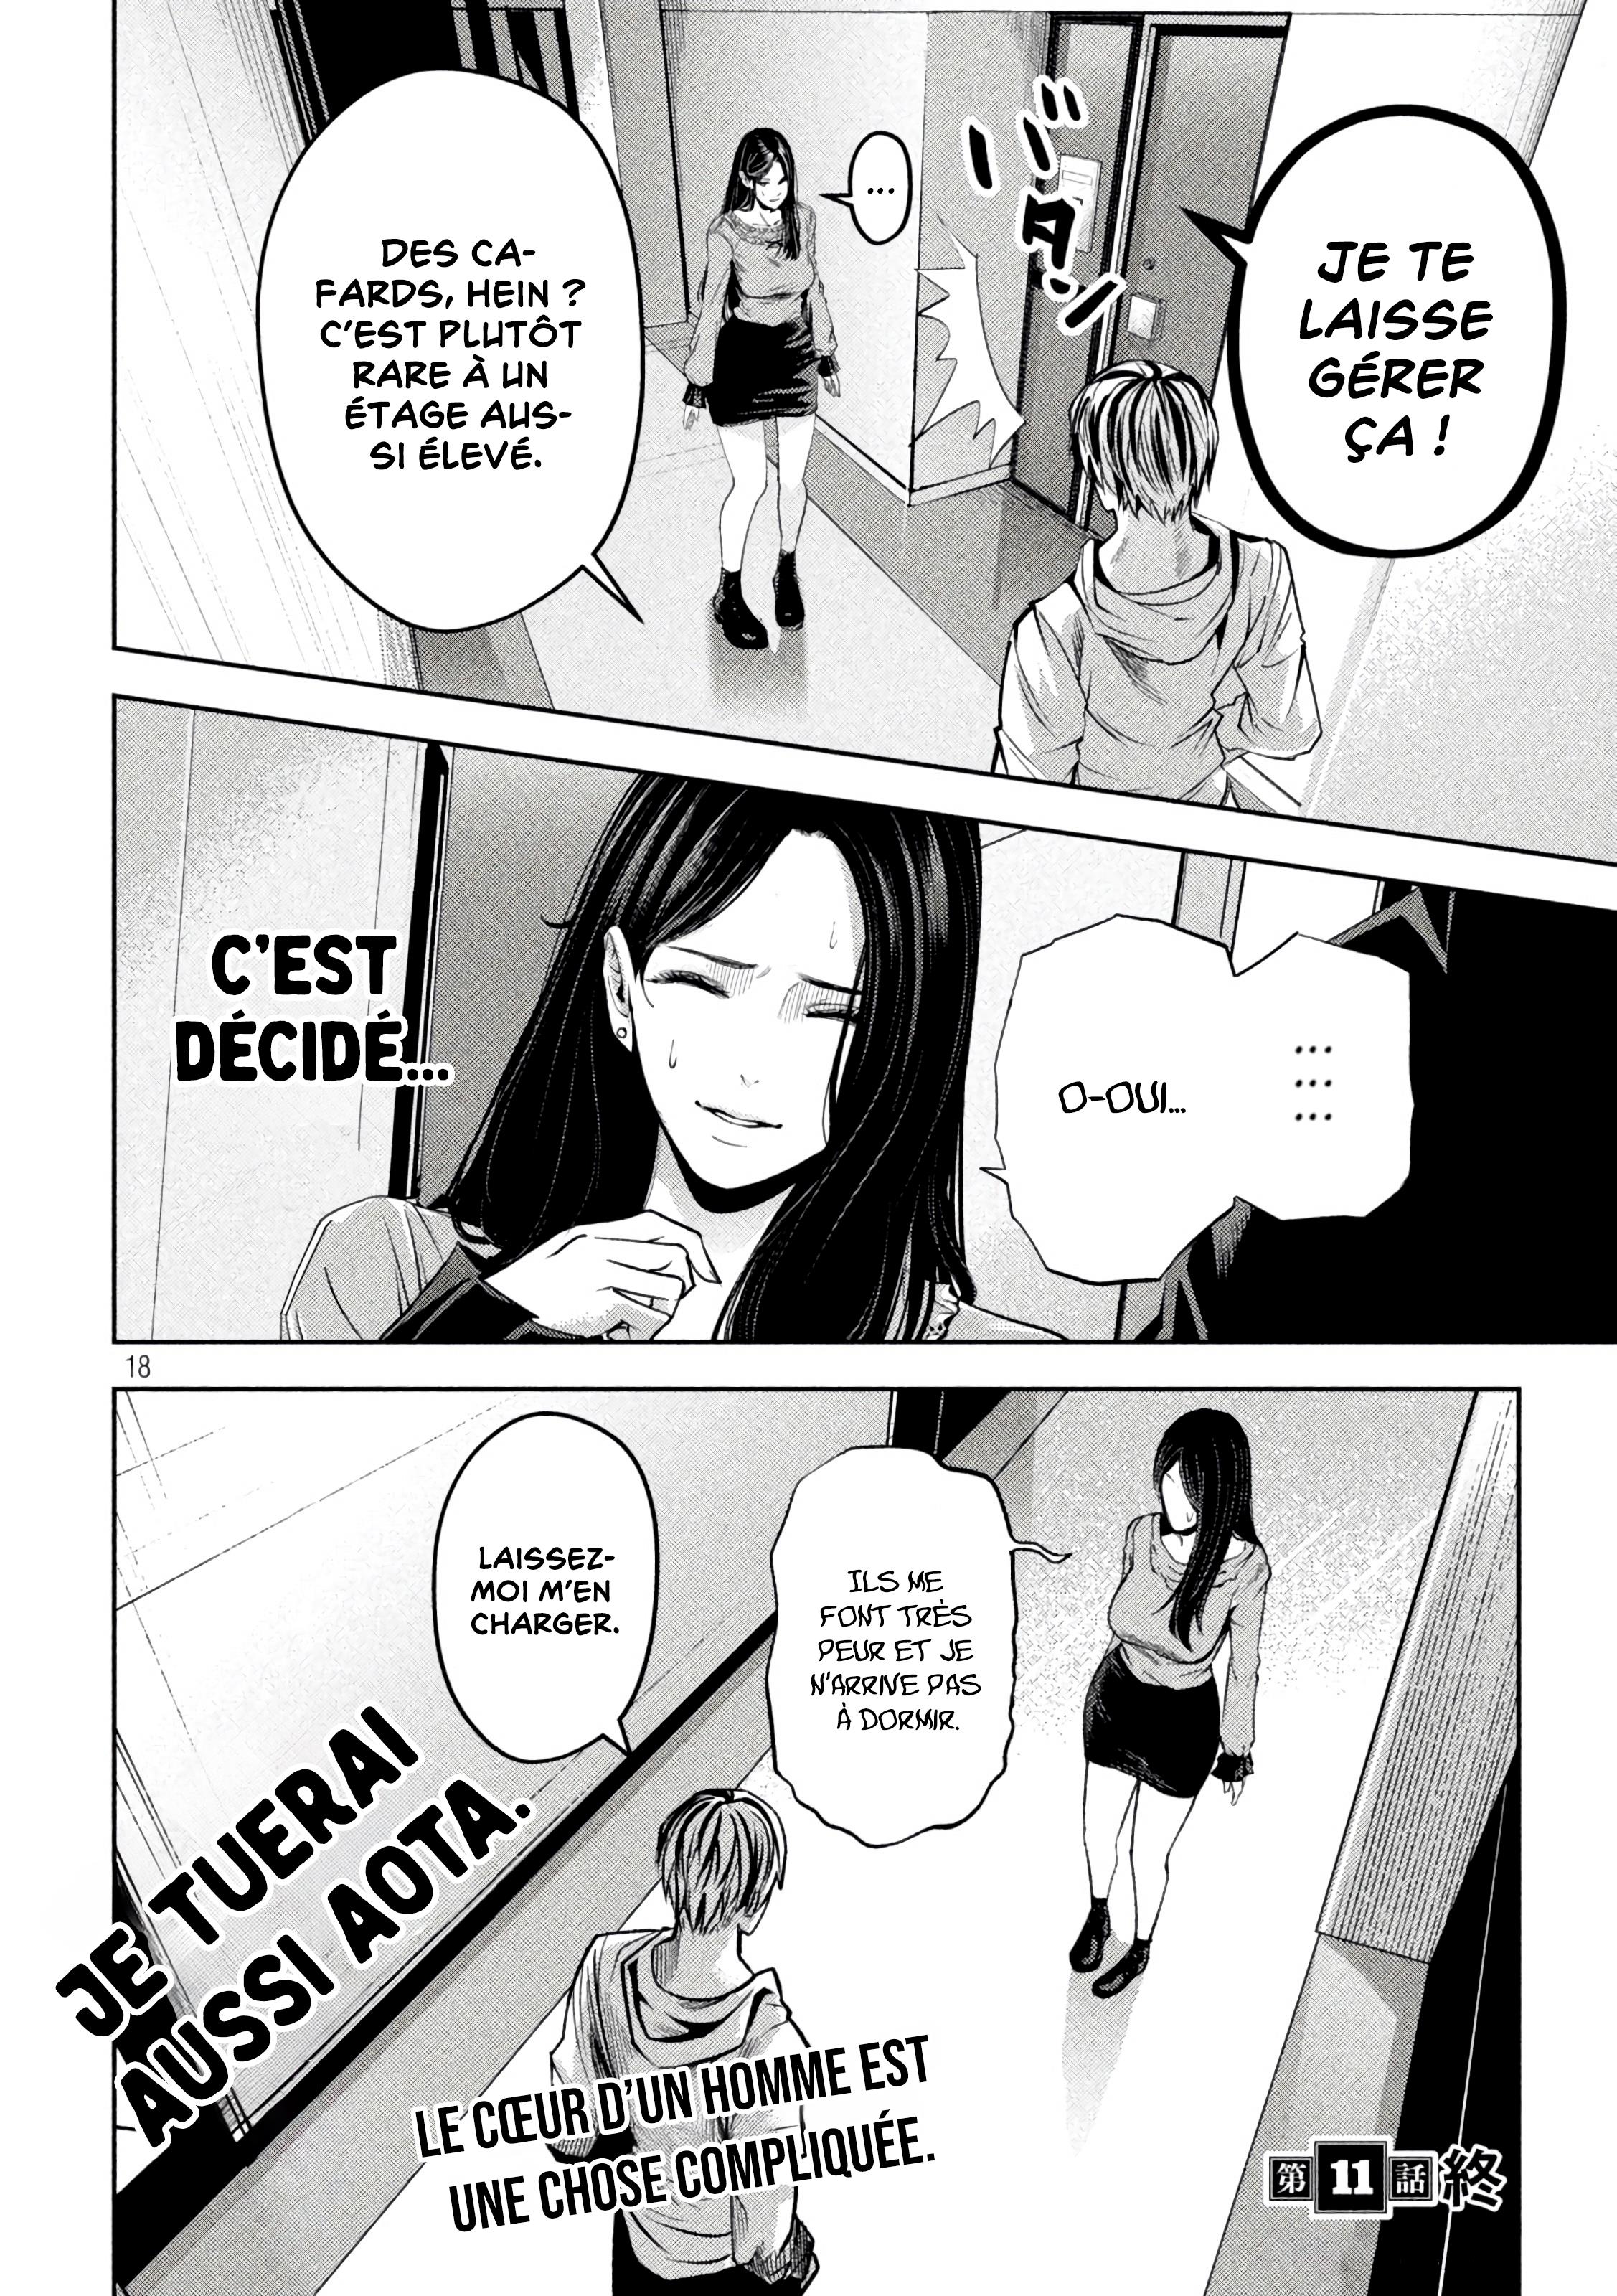 JE TE
LAISSE
GÉRER
ÇA !
バタン
...
DES CA-
FARDS, HEIN ?
C'EST PLUTÔT
RARE À UN
ÉTAGE AUS-
SI ÉLEVÉ.
...
...
...
O-OUI...
C'EST
DÉCIDÉ...
18
ILS ME
FONT TRÈS
PEUR ET JE
N'ARRIVE PAS
À DORMIR.
LAISSEZ-
MOI M'EN
CHARGER.
JE TUERAI
AUSSI AOTA.
LE CŒUR D'UN HOMME EST
UNE CHOSE COMPLIQUÉE.
第11話 終